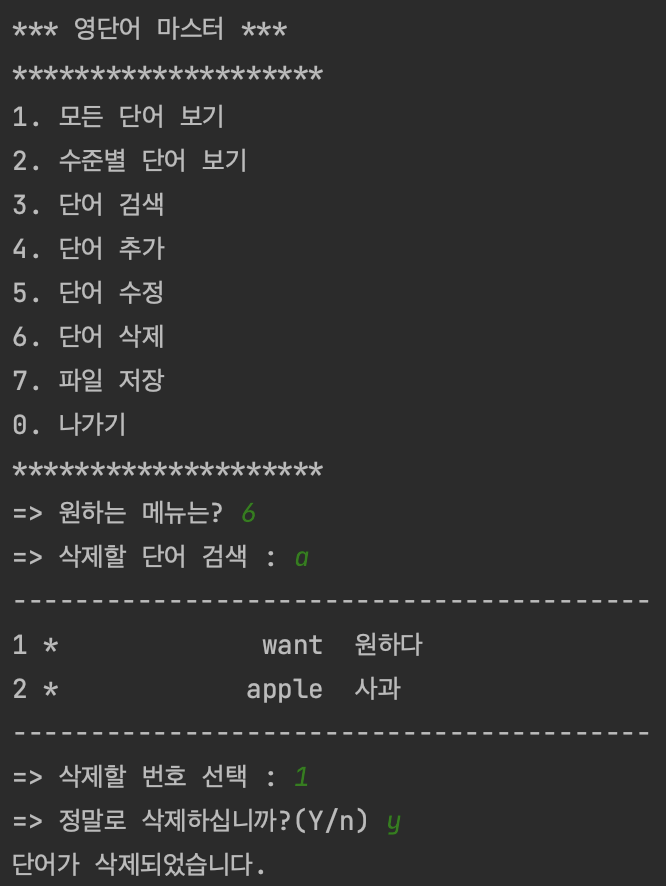 *** 영단어 마스터 ***
********************
1. 모든 단어 보기
2. 수준별 단어 보기
3. 단어 검색
4. 단어 추가
5. 단어 수정
6. 단어 삭제
7. 파일 저장
0. 나가기
********************
=> 원하는 메뉴는? 6
=> 삭제할 단어 검색 : a
-----------------------------------------
1 *             want  원하다
2 *            apple  사과
-----------------------------------------
=> 삭제할 번호 선택 : 1
=> 정말로 삭제하십니까?(Y/n) y
단어가 삭제되었습니다.